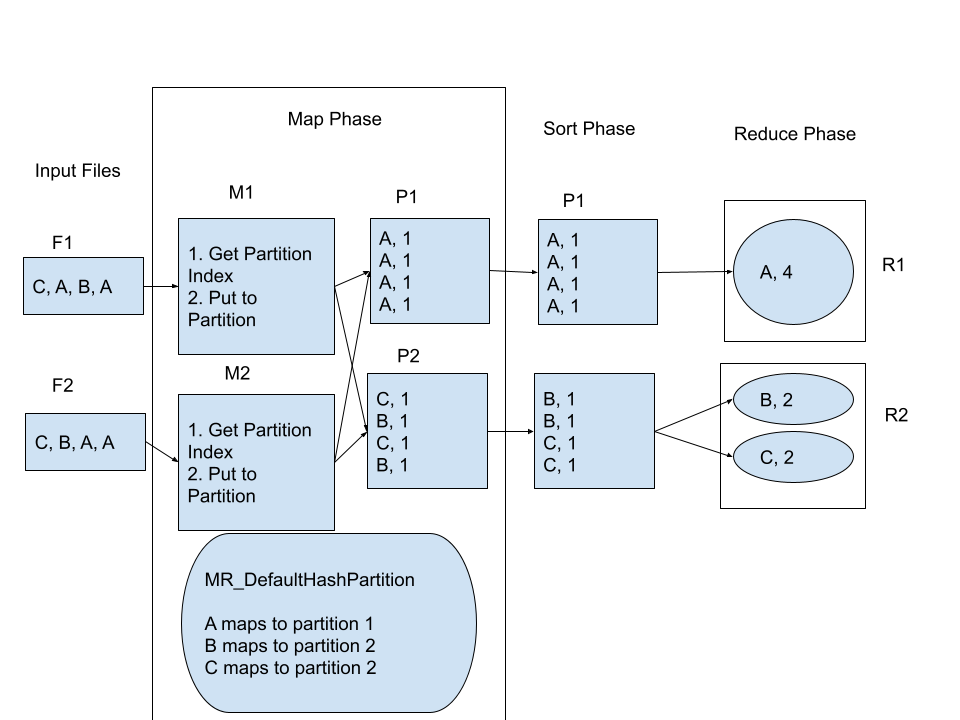 Map Phase
Sort Phase
Reduce Phase
Input Files
M1
P1
P1
F1
C, A, B, A
1. Get Partition
Index
2. Put to
Partition
A, 1
A, 1
A, 1
A, 1
A, 1
A, 1
A, 1
A, 1
A, 4
R1
F2
C, B, A, A
M2
1. Get Partition
Index
2. Put to
Partition
P2
C, 1
B, 1
C, 1
B, 1
B, 1
B, 1
C, 1
C, 1
B, 2
C, 2
R2
MR_DefaultHashPartition
A maps to partition 1
B maps to partition 2
C maps to partition 2